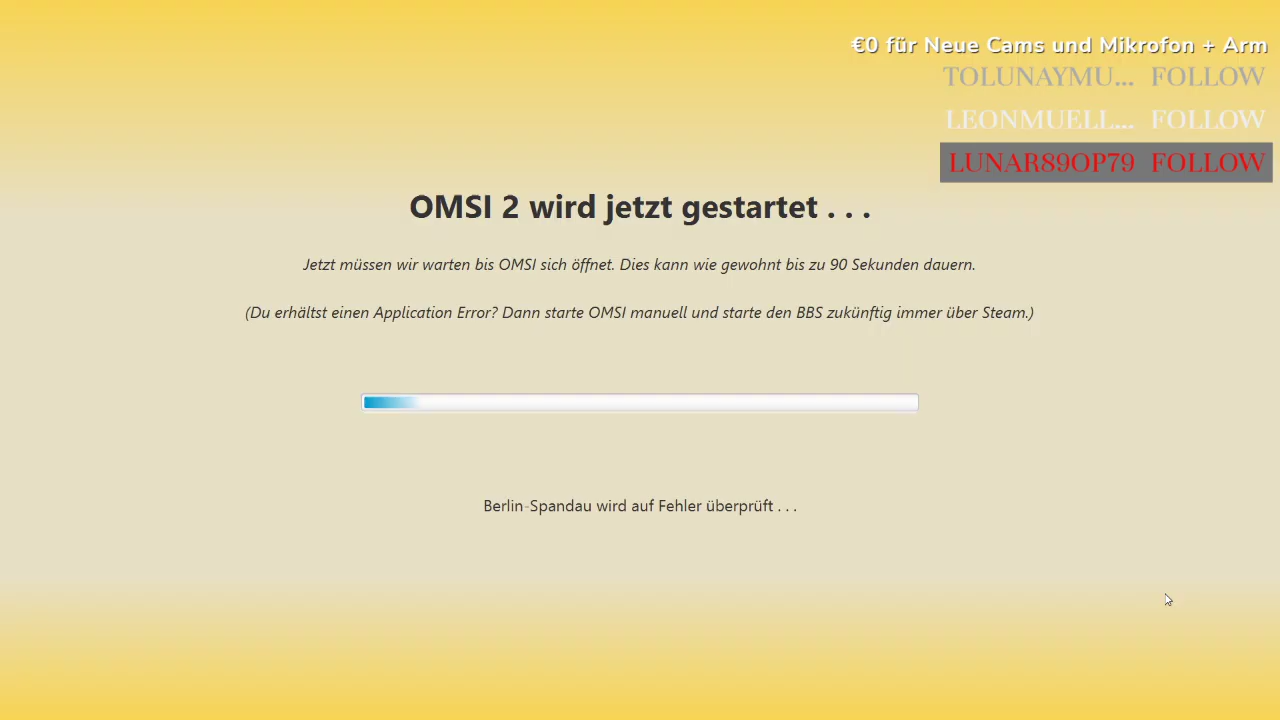 €0 für Neue Cams und Mikrofon + Arm
TOLUNAYMU... FOLLOW
LEONMUELL... FOLLOW
LUNAR89OP79 FOLLOW
OMSI 2 wird jetzt gestartet . . .
Jetzt müssen wir warten bis OMSI sich öffnet. Dies kann wie gewohnt bis zu 90 Sekunden dauern.
(Du erhältst einen Application Error? Dann starte OMSI manuell und starte den BBS zukünftig immer über Steam.)
Berlin-Spandau wird auf Fehler überprüft . . .